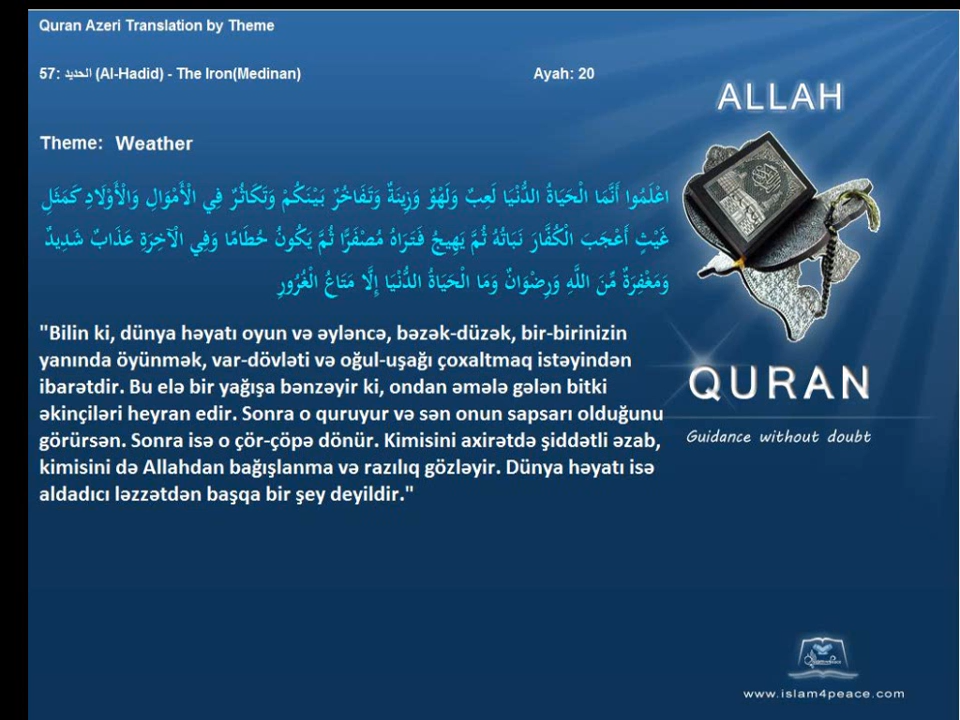 Quran Azeri Translation by Theme
57: الحديد (Al-Hadid) - The Iron(Medinan) Ayah: 20
Theme: Weather
اعْلَمُوا أَنَّمَا الْحَيَاةُ الدُّنْيَا لَعِبٌ وَلَهْوٌ وَزِينَةٌ وَتَفَاخُرٌ بَيْنَكُمْ وَتَكَاثُرٌ فِي الْأَمْوَالِ وَالْأَوْلَادِ كَمَثَلِ
غَيْثٍ أَعْجَبَ الْكُفَّارَ نَبَاتُهُ ثُمَّ يَهِيجُ فَتَرَاهُ مُصْفَرًّا ثُمَّ يَكُونُ حُطَامًا وَفِي الْآخِرَةِ عَذَابٌ شَدِيدٌ
وَمَغْفِرَةٌ مِّنَ اللَّهِ وَرِضْوَانٌ وَمَا الْحَيَاةُ الدُّنْيَا إِلَّا مَتَاعُ الْغُرُورِ
"Bilin ki, dünya həyatı oyun və əyləncə, bəzək-düzək, bir-birinizin
yanında öyünmək, var-dövləti və oğul-uşağı çoxaltmaq istəyindən
ibarətdir. Bu elə bir yağışa bənzəyir ki, ondan əmələ gələn bitki
əkinçiləri heyran edir. Sonra o quruyur və sən onun sapsarı olduğunu
görürsən. Sonra isə o çör-çöpə dönür. Kimisini axirətdə şiddətli əzab,
kimisini də Allahdan bağışlanma və razılıq gözləyir. Dünya həyatı isə
aldadıcı ləzzətdən başqa bir şey deyildir."
ALLAH
QURAN
Guidance without doubt
www.islam4peace.com